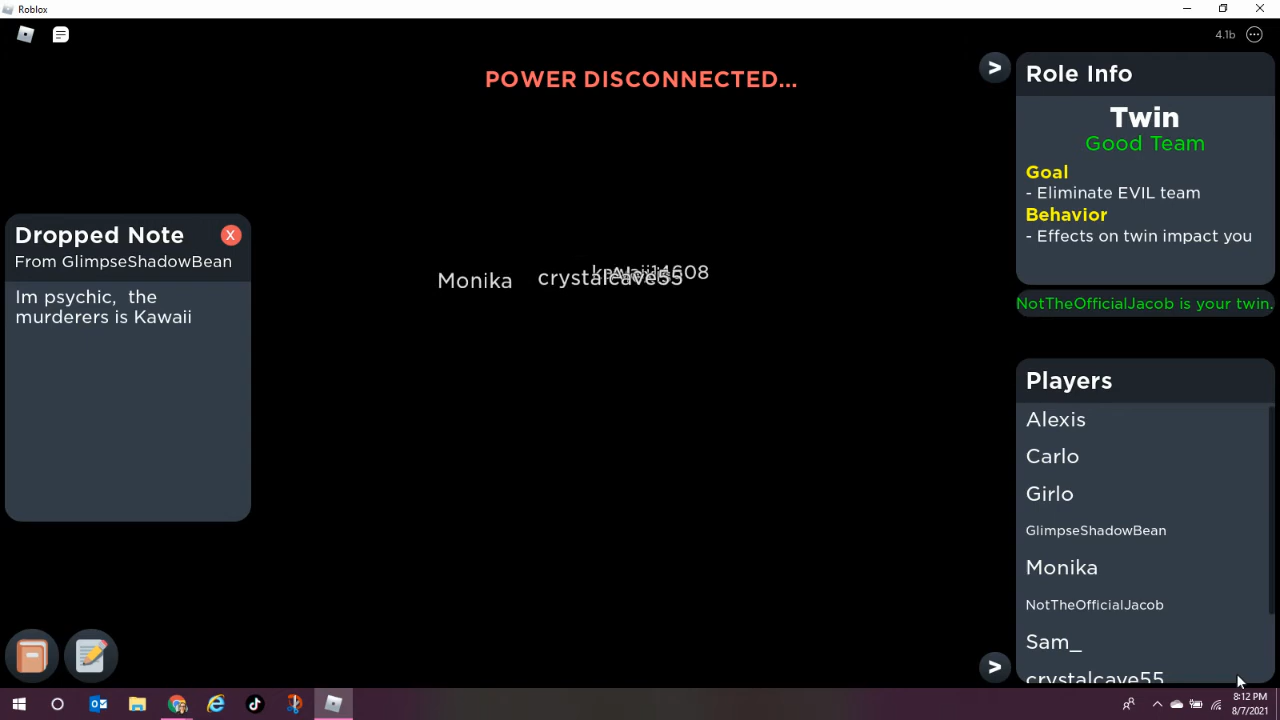 Roblox
4.1b
POWER DISCONNECTED...
>
Role Info
Twin
Good Team
Goal
- Eliminate EVIL team
Behavior
- Effects on twin impact you
NotTheOfficialJacob is your twin.
Dropped Note
X
From GlimpseShadowBean
Im psychic, the
murderers is Kawaii
Monika
crystalcave55
Players
Alexis
Carlo
Girlo
GlimpseShadowBean
Monika
NotTheOfficialJacob
Sam_
crystalcave55
>
8:12 PM
8/7/2021